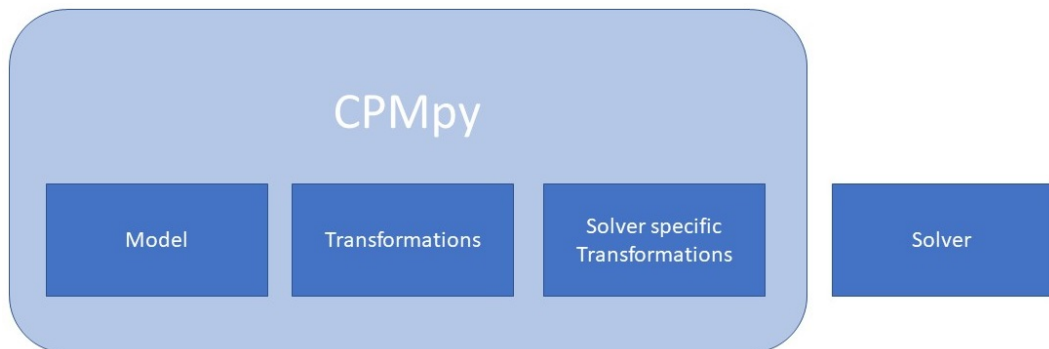 CPMpy
Model
Transformations
Solver specific
Transformations
Solver